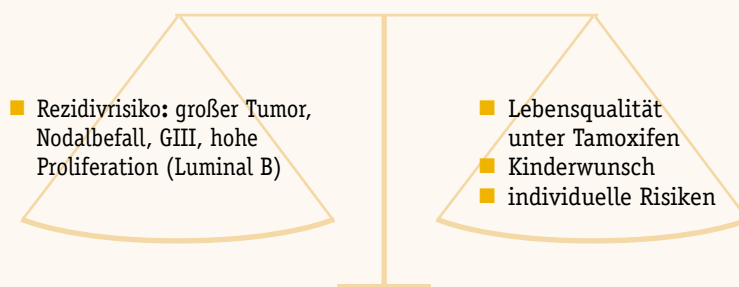 ■ Rezidivrisiko: großer Tumor,
Nodalbefall, GIII, hohe
Proliferation (Luminal B)
■ Lebensqualität
unter Tamoxifen
■ Kinderwunsch
■ individuelle Risiken